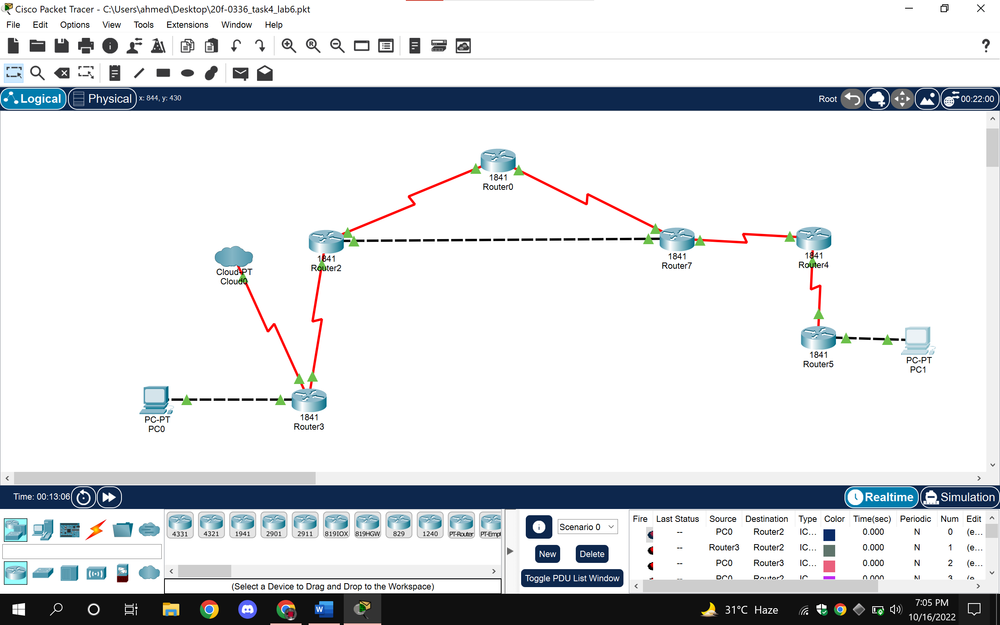 Cisco Packet Tracer - C:\Users\ahmed\Desktop\20f-0336_task4_lab6.pkt
File Edit Options View Tools Extensions Window Help
Logical Physical x: 844, y: 430 Root 00:22:00
1841
Router0
1841
Router2
1841
Router7
1841
Router4
Cloud-PT
Cloud0
1841
Router5
PC-PT
PC1
PC-PT
PC0
1841
Router3
Time: 00:13:06 Realtime Simulation
4331 4321 1941 2901 2911 819IOX 819HGW 829 1240 PT-Router PT-Empt
(Select a Device to Drag and Drop to the Workspace)
Scenario 0
New Delete
Toggle PDU List Window
Fire Last Status Source Destination Type Color Time(sec) Periodic Num Edit
-- PC0 Router2 IC... 0.000 N 0 (e...
-- Router3 Router2 IC... 0.000 N 1 (e...
-- PC0 Router3 IC... 0.000 N 2 (e...
-- PC0 Router2 IC 0.000 N 3 (e
31°C Haze
7:05 PM
10/16/2022